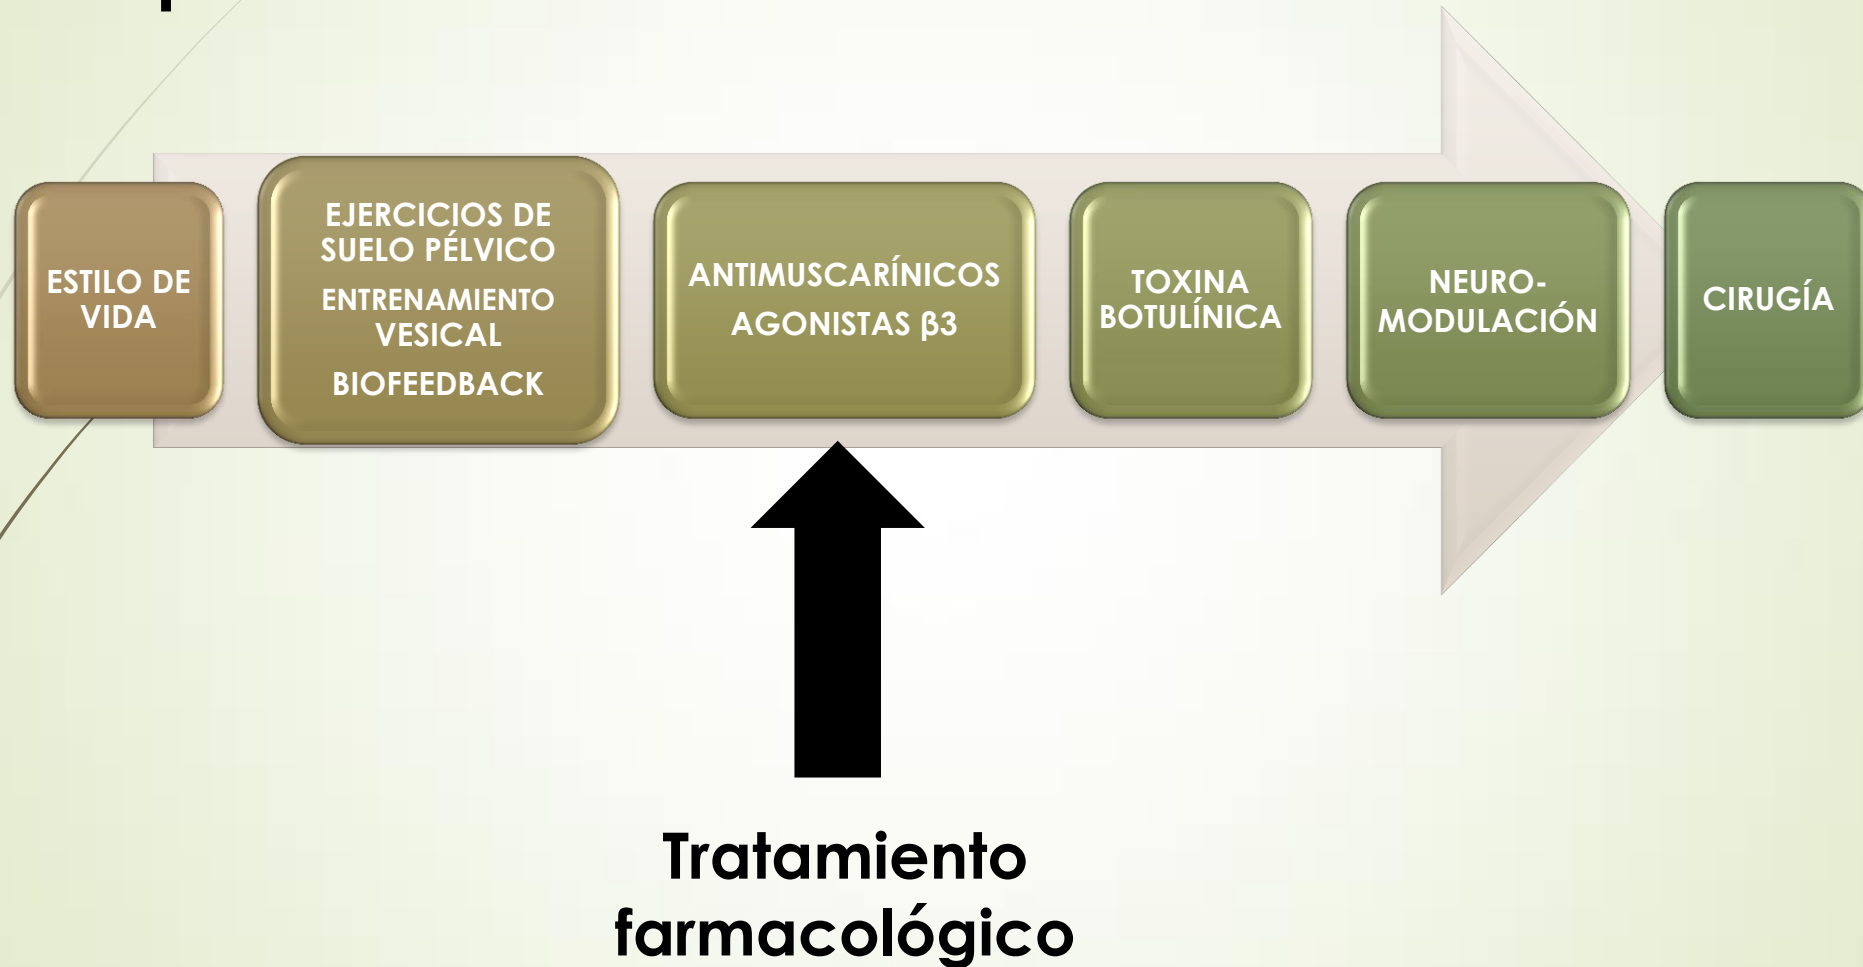 ESTILO DE
VIDA
EJERCICIOS DE
SUELO PÉLVICO
ENTRENAMIENTO
VESICAL
BIOFEEDBACK
ANTIMUSCARÍNICOS
AGONISTAS β3
TOXINA
BOTULÍNICA
NEURO-
MODULACIÓN
CIRUGÍA
Tratamiento
farmacológico